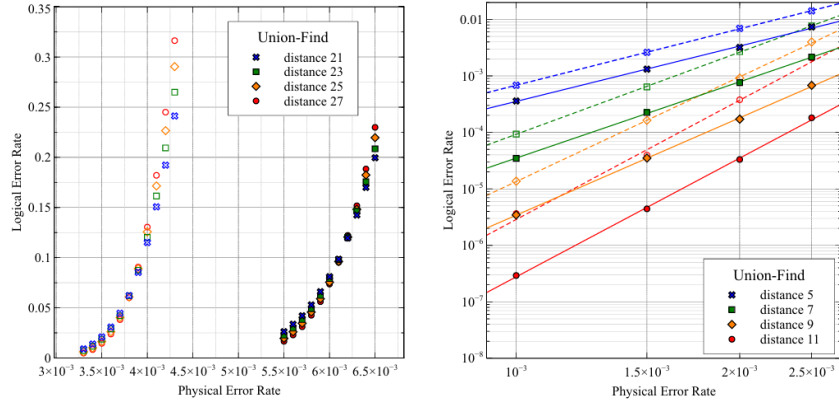 0.35
0.3
0.25
0.2
0.15
0.1
0.05
0
Logical Error Rate
3×10⁻³ 3.5×10⁻³ 4×10⁻³ 4.5×10⁻³ 5×10⁻³ 5.5×10⁻³ 6×10⁻³ 6.5×10⁻³
Physical Error Rate
Union-Find
distance 21
distance 23
distance 25
distance 27
0.01
10⁻³
10⁻⁴
10⁻⁵
10⁻⁶
10⁻⁷
10⁻⁸
Logical Error Rate
10⁻³ 1.5×10⁻³ 2×10⁻³ 2.5×10⁻³
Physical Error Rate
Union-Find
distance 5
distance 7
distance 9
distance 11